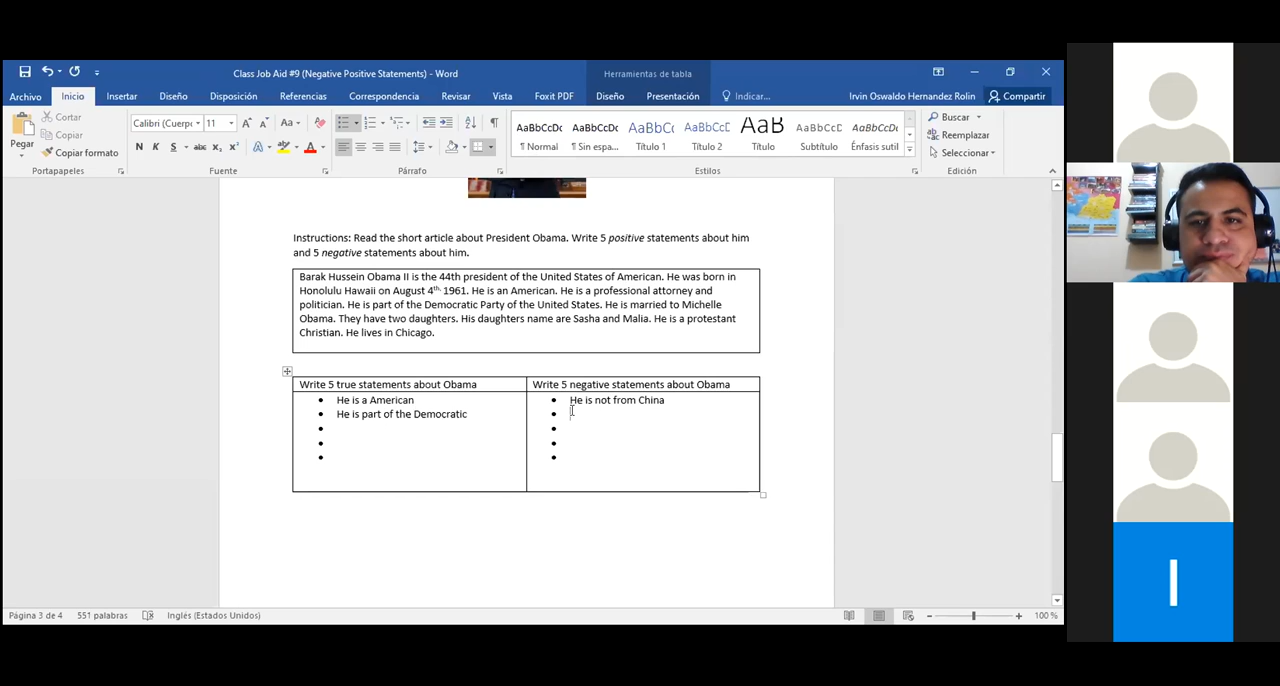 Class Job Aid #9 (Negative Positive Statements) - Word
Herramientas de tabla
Archivo Inicio Insertar Diseño Disposición Referencias Correspondencia Revisar Vista Foxit PDF Diseño Presentación Indicar... Irvin Oswaldo Hernandez Rolin Compartir
Pegar
Cortar
Copiar
Copiar formato
Portapapeles
Calibri (Cuerpo 11
N K S abc x₂ x²
Fuente
Párrafo
AaBbCcDc AaBbCcDc AaBbCc AaBbCcD AaB AaBbCcD AaBbCcDc
¶ Normal ¶ Sin espa... Título 1 Título 2 Título Subtítulo Énfasis sutil
Estilos
Buscar
Reemplazar
Seleccionar
Edición
Instructions: Read the short article about President Obama. Write 5 positive statements about him
and 5 negative statements about him.
Barak Hussein Obama II is the 44th president of the United States of American. He was born in
Honolulu Hawaii on August 4th, 1961. He is an American. He is a professional attorney and
politician. He is part of the Democratic Party of the United States. He is married to Michelle
Obama. They have two daughters. His daughters name are Sasha and Malia. He is a protestant
Christian. He lives in Chicago.
Write 5 true statements about Obama
• He is a American
• He is part of the Democratic
•
•
•
Write 5 negative statements about Obama
• He is not from China
•
•
•
•
Página 3 de 4 551 palabras Inglés (Estados Unidos) 100 %
I